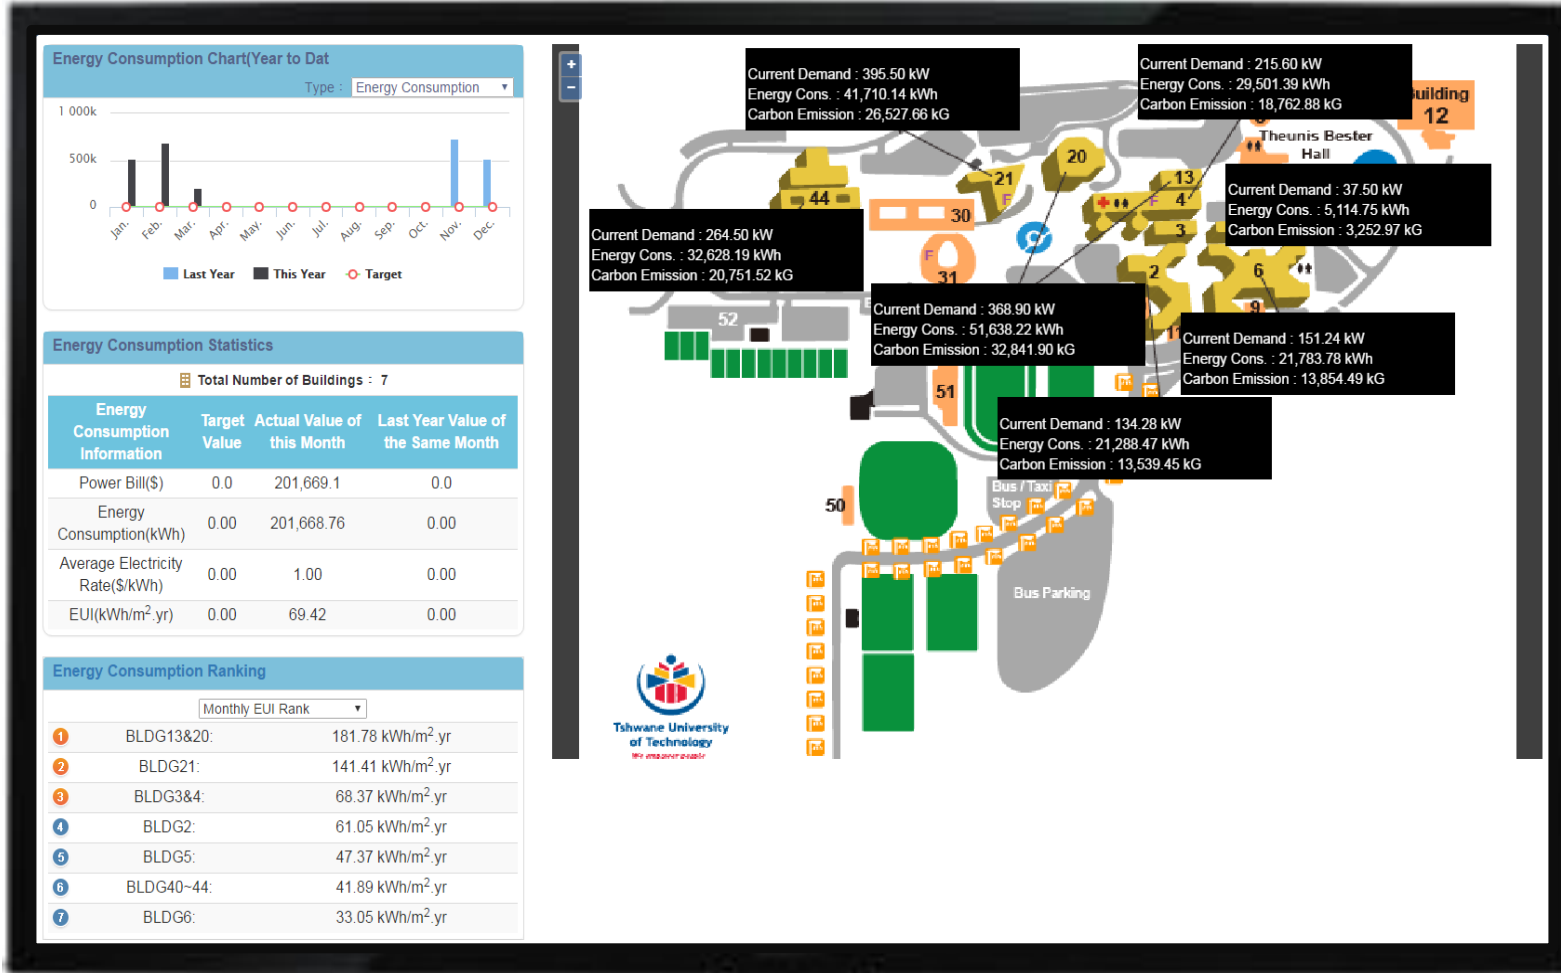 Energy Consumption Chart(Year to Dat
Type : Energy Consumption
1 000k
500k
0
Jan. Feb. Mar. Apr. May. Jun. Jul. Aug. Sep. Oct. Nov. Dec.
Last Year This Year Target
Energy Consumption Statistics
Total Number of Buildings : 7
Energy Consumption Information Target Value Actual Value of this Month Last Year Value of the Same Month
Power Bill($) 0.0 201,669.1 0.0
Energy Consumption(kWh) 0.00 201,668.76 0.00
Average Electricity Rate($/kWh) 0.00 1.00 0.00
EUI(kWh/m².yr) 0.00 69.42 0.00
Energy Consumption Ranking
Monthly EUI Rank
1 BLDG13&20: 181.78 kWh/m².yr
2 BLDG21: 141.41 kWh/m².yr
3 BLDG3&4: 68.37 kWh/m².yr
4 BLDG2: 61.05 kWh/m².yr
5 BLDG5: 47.37 kWh/m².yr
6 BLDG40~44: 41.89 kWh/m².yr
7 BLDG6: 33.05 kWh/m².yr
+
−
Current Demand : 395.50 kW
Energy Cons. : 41,710.14 kWh
Carbon Emission : 26,527.66 kG
Current Demand : 215.60 kW
Energy Cons. : 29,501.39 kWh
Carbon Emission : 18,762.88 kG
uilding
12
Theunis Bester
Hall
20
21
F
13
44
F
4
30
3
Current Demand : 37.50 kW
Energy Cons. : 5,114.75 kWh
Carbon Emission : 3,252.97 kG
Current Demand : 264.50 kW
Energy Cons. : 32,628.19 kWh
Carbon Emission : 20,751.52 kG
F
31
2
6
9
11
52
Current Demand : 368.90 kW
Energy Cons. : 51,638.22 kWh
Carbon Emission : 32,841.90 kG
Current Demand : 151.24 kW
Energy Cons. : 21,783.78 kWh
Carbon Emission : 13,854.49 kG
51
Current Demand : 134.28 kW
Energy Cons. : 21,288.47 kWh
Carbon Emission : 13,539.45 kG
50
Bus / Taxi
Stop
Bus Parking
Tshwane University
of Technology
We empower people